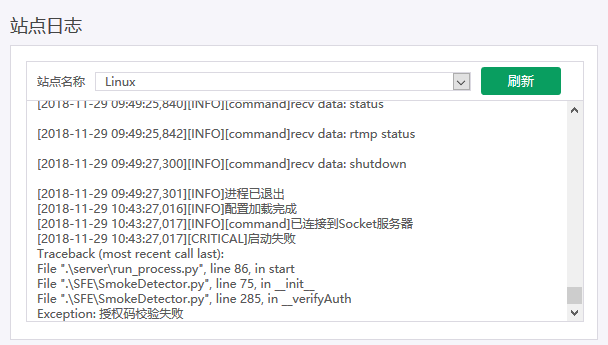 站点日志
站点名称 Linux 刷新
[2018-11-29 09:49:25,840][INFO][command]recv data: status
[2018-11-29 09:49:25,842][INFO][command]recv data: rtmp status
[2018-11-29 09:49:27,300][INFO][command]recv data: shutdown
[2018-11-29 09:49:27,301][INFO]进程已退出
[2018-11-29 10:43:27,016][INFO]配置加载完成
[2018-11-29 10:43:27,017][INFO][command]已连接到Socket服务器
[2018-11-29 10:43:27,017][CRITICAL]启动失败
Traceback (most recent call last):
File ".\server\run_process.py", line 86, in start
File ".\SFE\SmokeDetector.py", line 75, in __init__
File ".\SFE\SmokeDetector.py", line 285, in __verifyAuth
Exception: 授权码校验失败